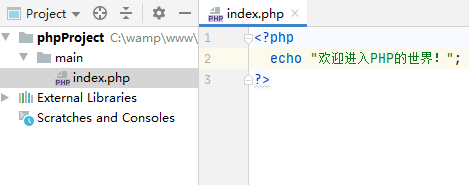 Project
index.php
phpProject C:\wamp\www\
main
index.php
External Libraries
Scratches and Consoles
1 <?php
2 echo "欢迎进入PHP的世界！";
3 ?>